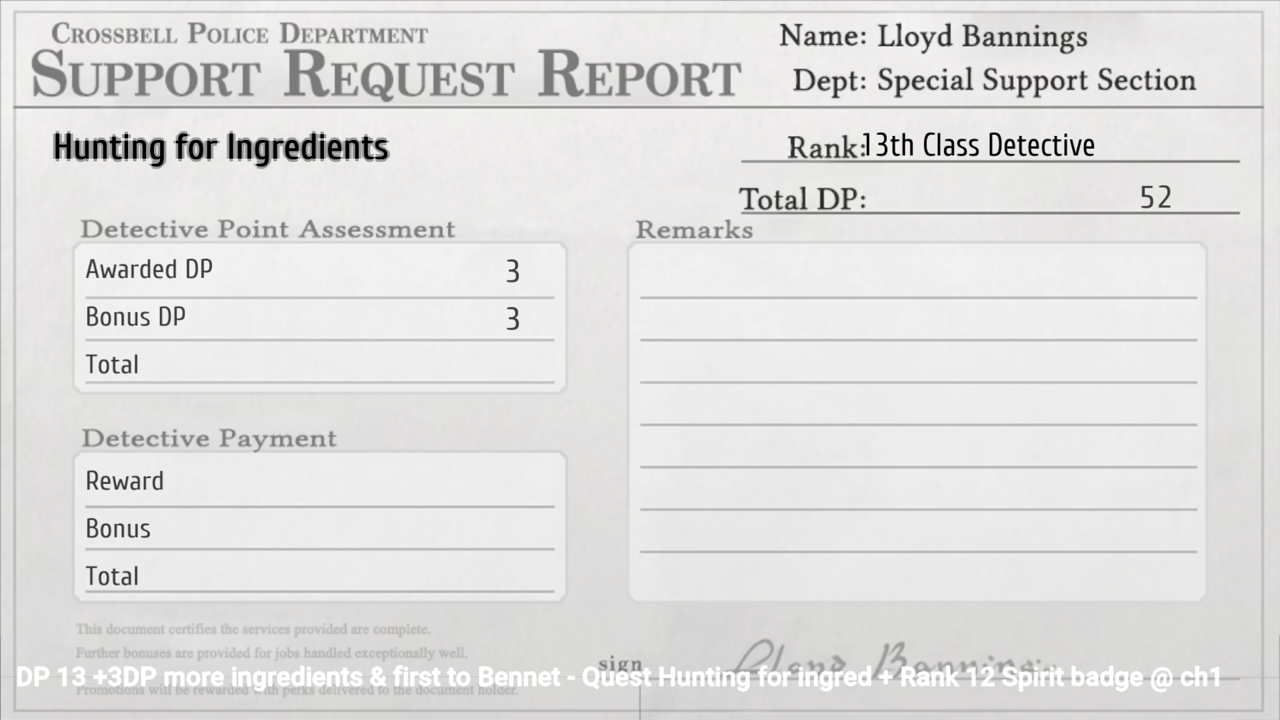 CROSSBELL POLICE DEPARTMENT
SUPPORT REQUEST REPORT
Name: Lloyd Bannings
Dept: Special Support Section
Hunting for Ingredients
Rank: 13th Class Detective
Total DP: 52
Detective Point Assessment
Awarded DP 3
Bonus DP 3
Total
Detective Payment
Reward
Bonus
Total
Remarks
This document certifies the services provided are complete.
Further bonuses are provided for jobs handled exceptionally well.
Promotions will be rewarded with perks delivered to the document holder.
sign Lloyd Bannings
DP 13 +3DP more ingredients & first to Bennet - Quest Hunting for Ingred + Rank 12 Spirit badge @ ch1